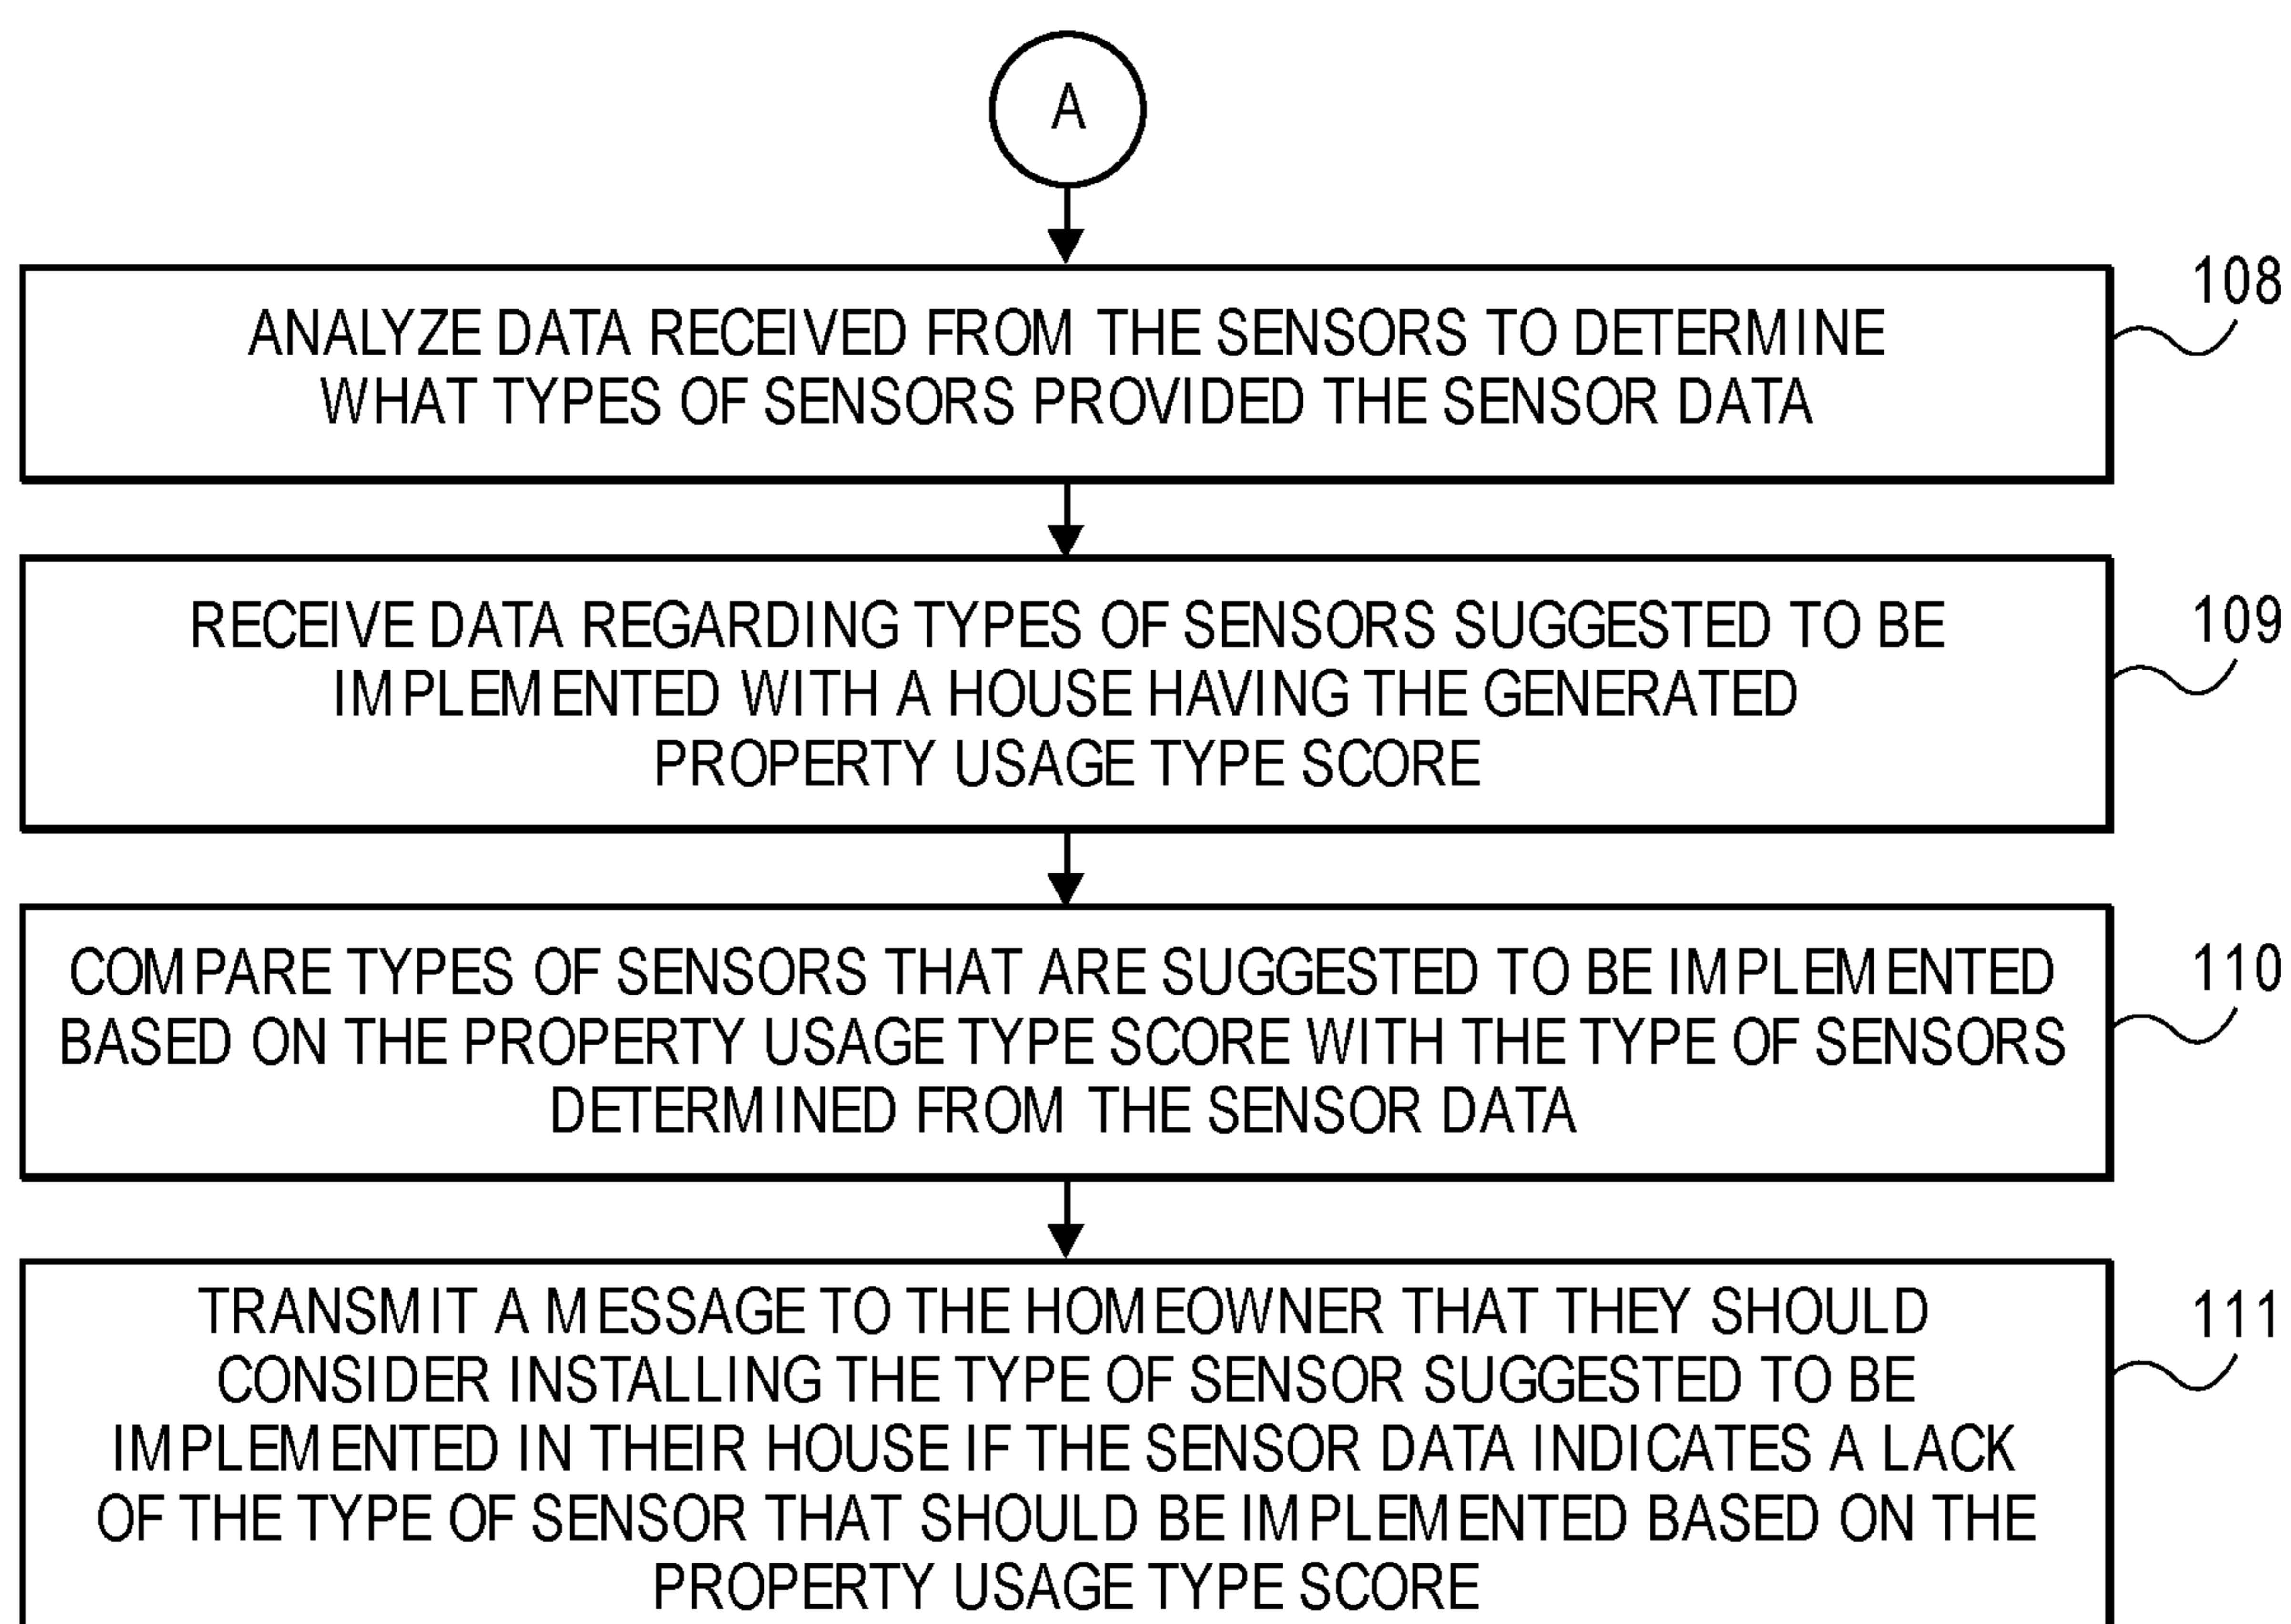 A
108
ANALYZE DATA RECEIVED FROM THE SENSORS TO DETERMINE
WHAT TYPES OF SENSORS PROVIDED THE SENSOR DATA
109
RECEIVE DATA REGARDING TYPES OF SENSORS SUGGESTED TO BE
IMPLEMENTED WITH A HOUSE HAVING THE GENERATED
PROPERTY USAGE TYPE SCORE
110
COMPARE TYPES OF SENSORS THAT ARE SUGGESTED TO BE IMPLEMENTED
BASED ON THE PROPERTY USAGE TYPE SCORE WITH THE TYPE OF SENSORS
DETERMINED FROM THE SENSOR DATA
111
TRANSMIT A MESSAGE TO THE HOMEOWNER THAT THEY SHOULD
CONSIDER INSTALLING THE TYPE OF SENSOR SUGGESTED TO BE
IMPLEMENTED IN THEIR HOUSE IF THE SENSOR DATA INDICATES A LACK
OF THE TYPE OF SENSOR THAT SHOULD BE IMPLEMENTED BASED ON THE
PROPERTY USAGE TYPE SCORE